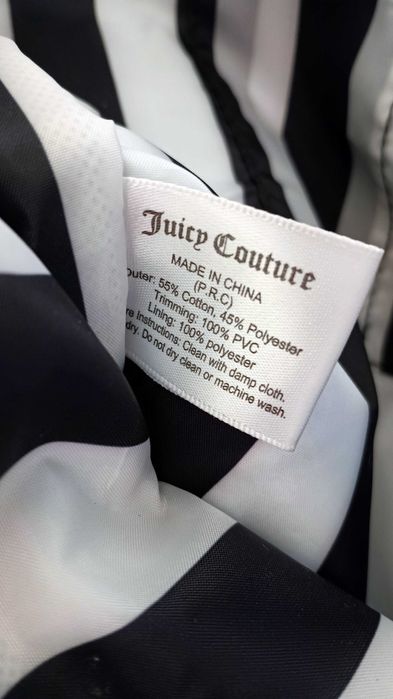 Juicy Couture
MADE IN CHINA
(P.R.C)
outer: 55% Cotton, 45% Polyester
Trimming: 100% PVC
Lining: 100% polyester
re Instructions: Clean with damp cloth.
dry. Do not dry clean or machine wash.